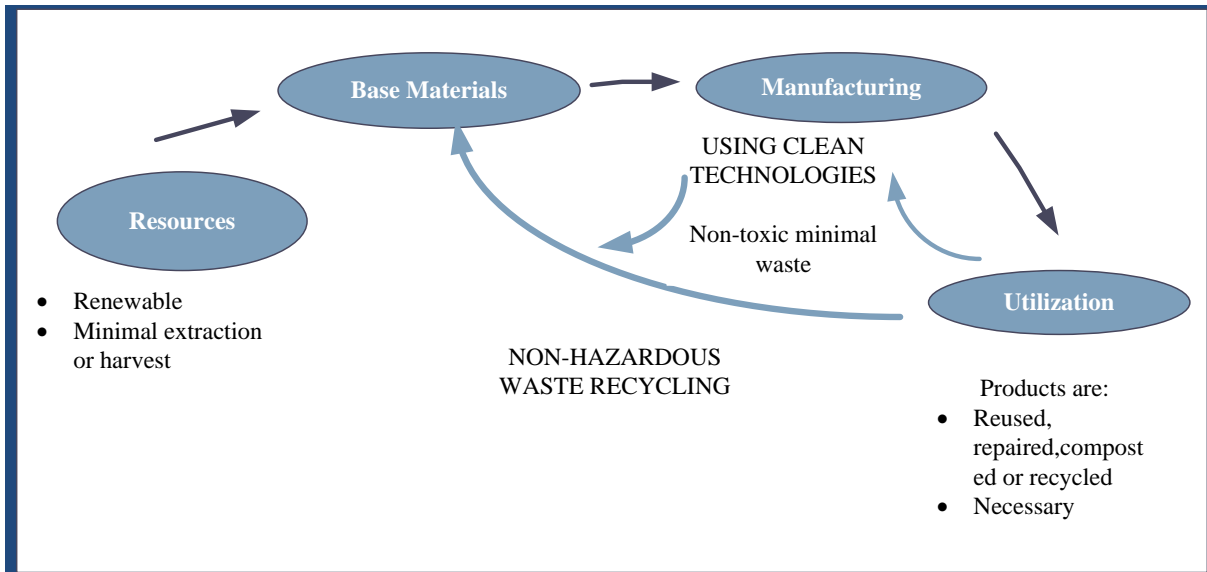 Base Materials
Manufacturing
USING CLEAN
TECHNOLOGIES
Resources
Non-toxic minimal
waste
• Renewable
• Minimal extraction
or harvest
Utilization
NON-HAZARDOUS
WASTE RECYCLING
Products are:
• Reused,
repaired,compost
ed or recycled
• Necessary